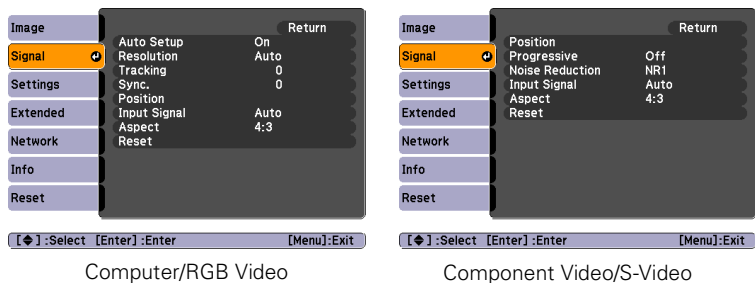 Image
Signal
Settings
Extended
Network
Info
Reset
Return
Auto Setup On
Resolution Auto
Tracking 0
Sync. 0
Position
Input Signal Auto
Aspect 4:3
Reset
[◆] :Select [Enter] :Enter [Menu]:Exit
Computer/RGB Video
Image
Signal
Settings
Extended
Network
Info
Reset
Return
Position
Progressive Off
Noise Reduction NR1
Input Signal Auto
Aspect 4:3
Reset
[◆] :Select [Enter] :Enter [Menu]:Exit
Component Video/S-Video